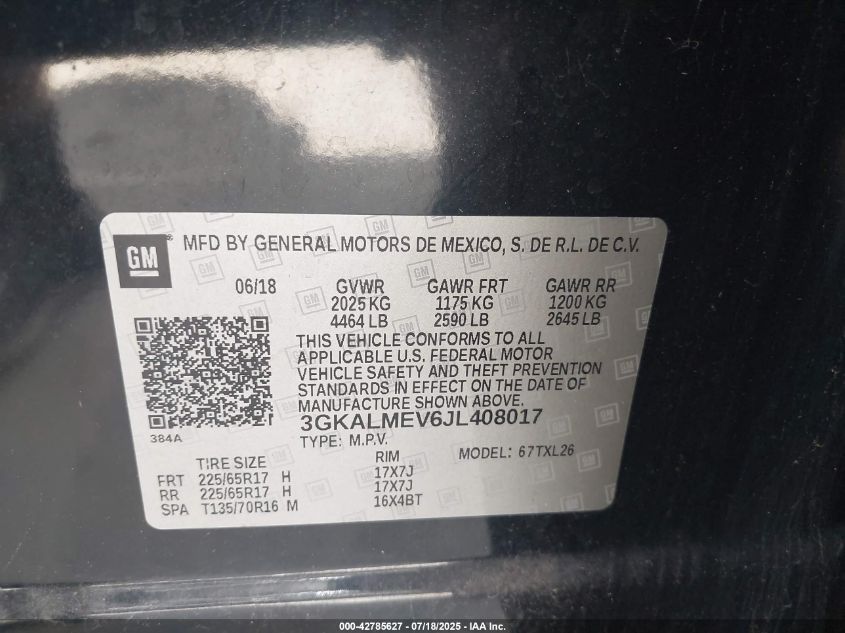 GM® MFD BY GENERAL MOTORS DE MEXICO, S. DE R.L. DE C.V.
06/18 GVWR GAWR FRT GAWR RR
2025 KG 1175 KG 1200 KG
4464 LB 2590 LB 2645 LB
THIS VEHICLE CONFORMS TO ALL
APPLICABLE U.S. FEDERAL MOTOR
VEHICLE SAFETY AND THEFT PREVENTION
STANDARDS IN EFFECT ON THE DATE OF
MANUFACTURE SHOWN ABOVE.
3GKALMEV6JL408017
384A
TYPE: M.P.V. MODEL: 67TXL26
TIRE SIZE RIM
FRT 225/65R17 H 17X7J
RR 225/65R17 H 17X7J
SPA T135/70R16 M 16X4BT
000-42785627 - 07/18/2025 - IAA Inc.